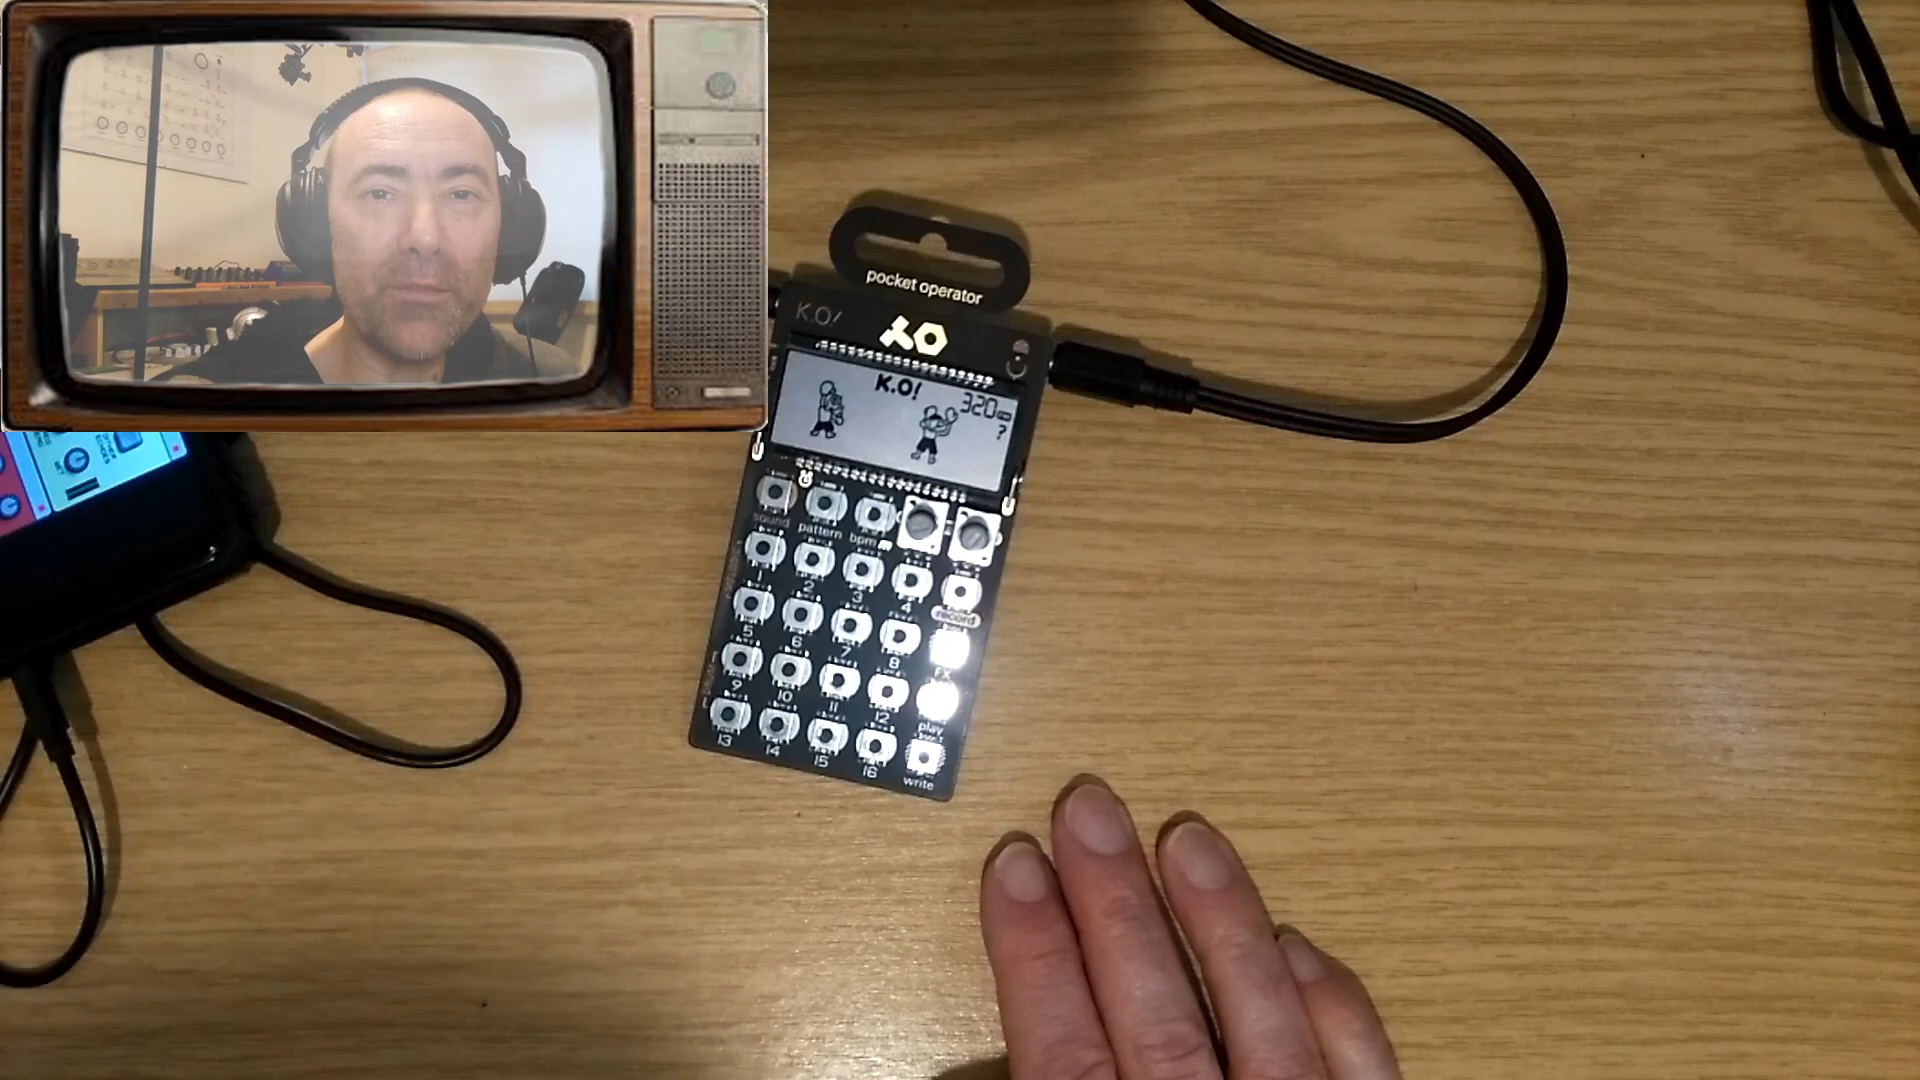 pocket operator
K.O!
K.O!
320
?
sound
pattern
bpm
1
2
3
4
record
5
6
7
8
FX
9
10
11
12
play
13
14
15
16
write